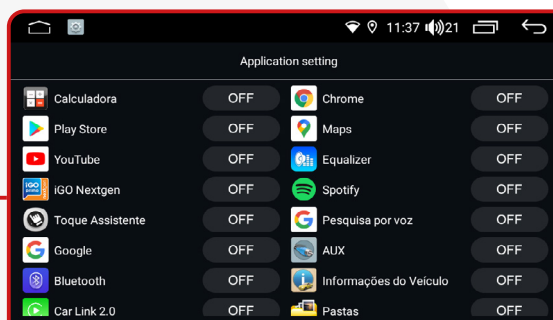 11:37 21
Application setting
Calculadora OFF Chrome OFF
Play Store OFF Maps OFF
YouTube OFF Equalizer OFF
iGO Nextgen OFF Spotify OFF
Toque Assistente OFF Pesquisa por voz OFF
Google OFF AUX OFF
Bluetooth OFF Informações do Veículo OFF
Car Link 2.0 OFF Pastas OFF